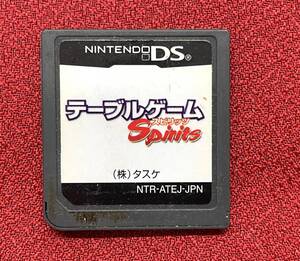 NINTENDO DS
テーブルゲーム
スピリッツ
Spirits
(株)タスケ
NTR-ATEJ-JPN